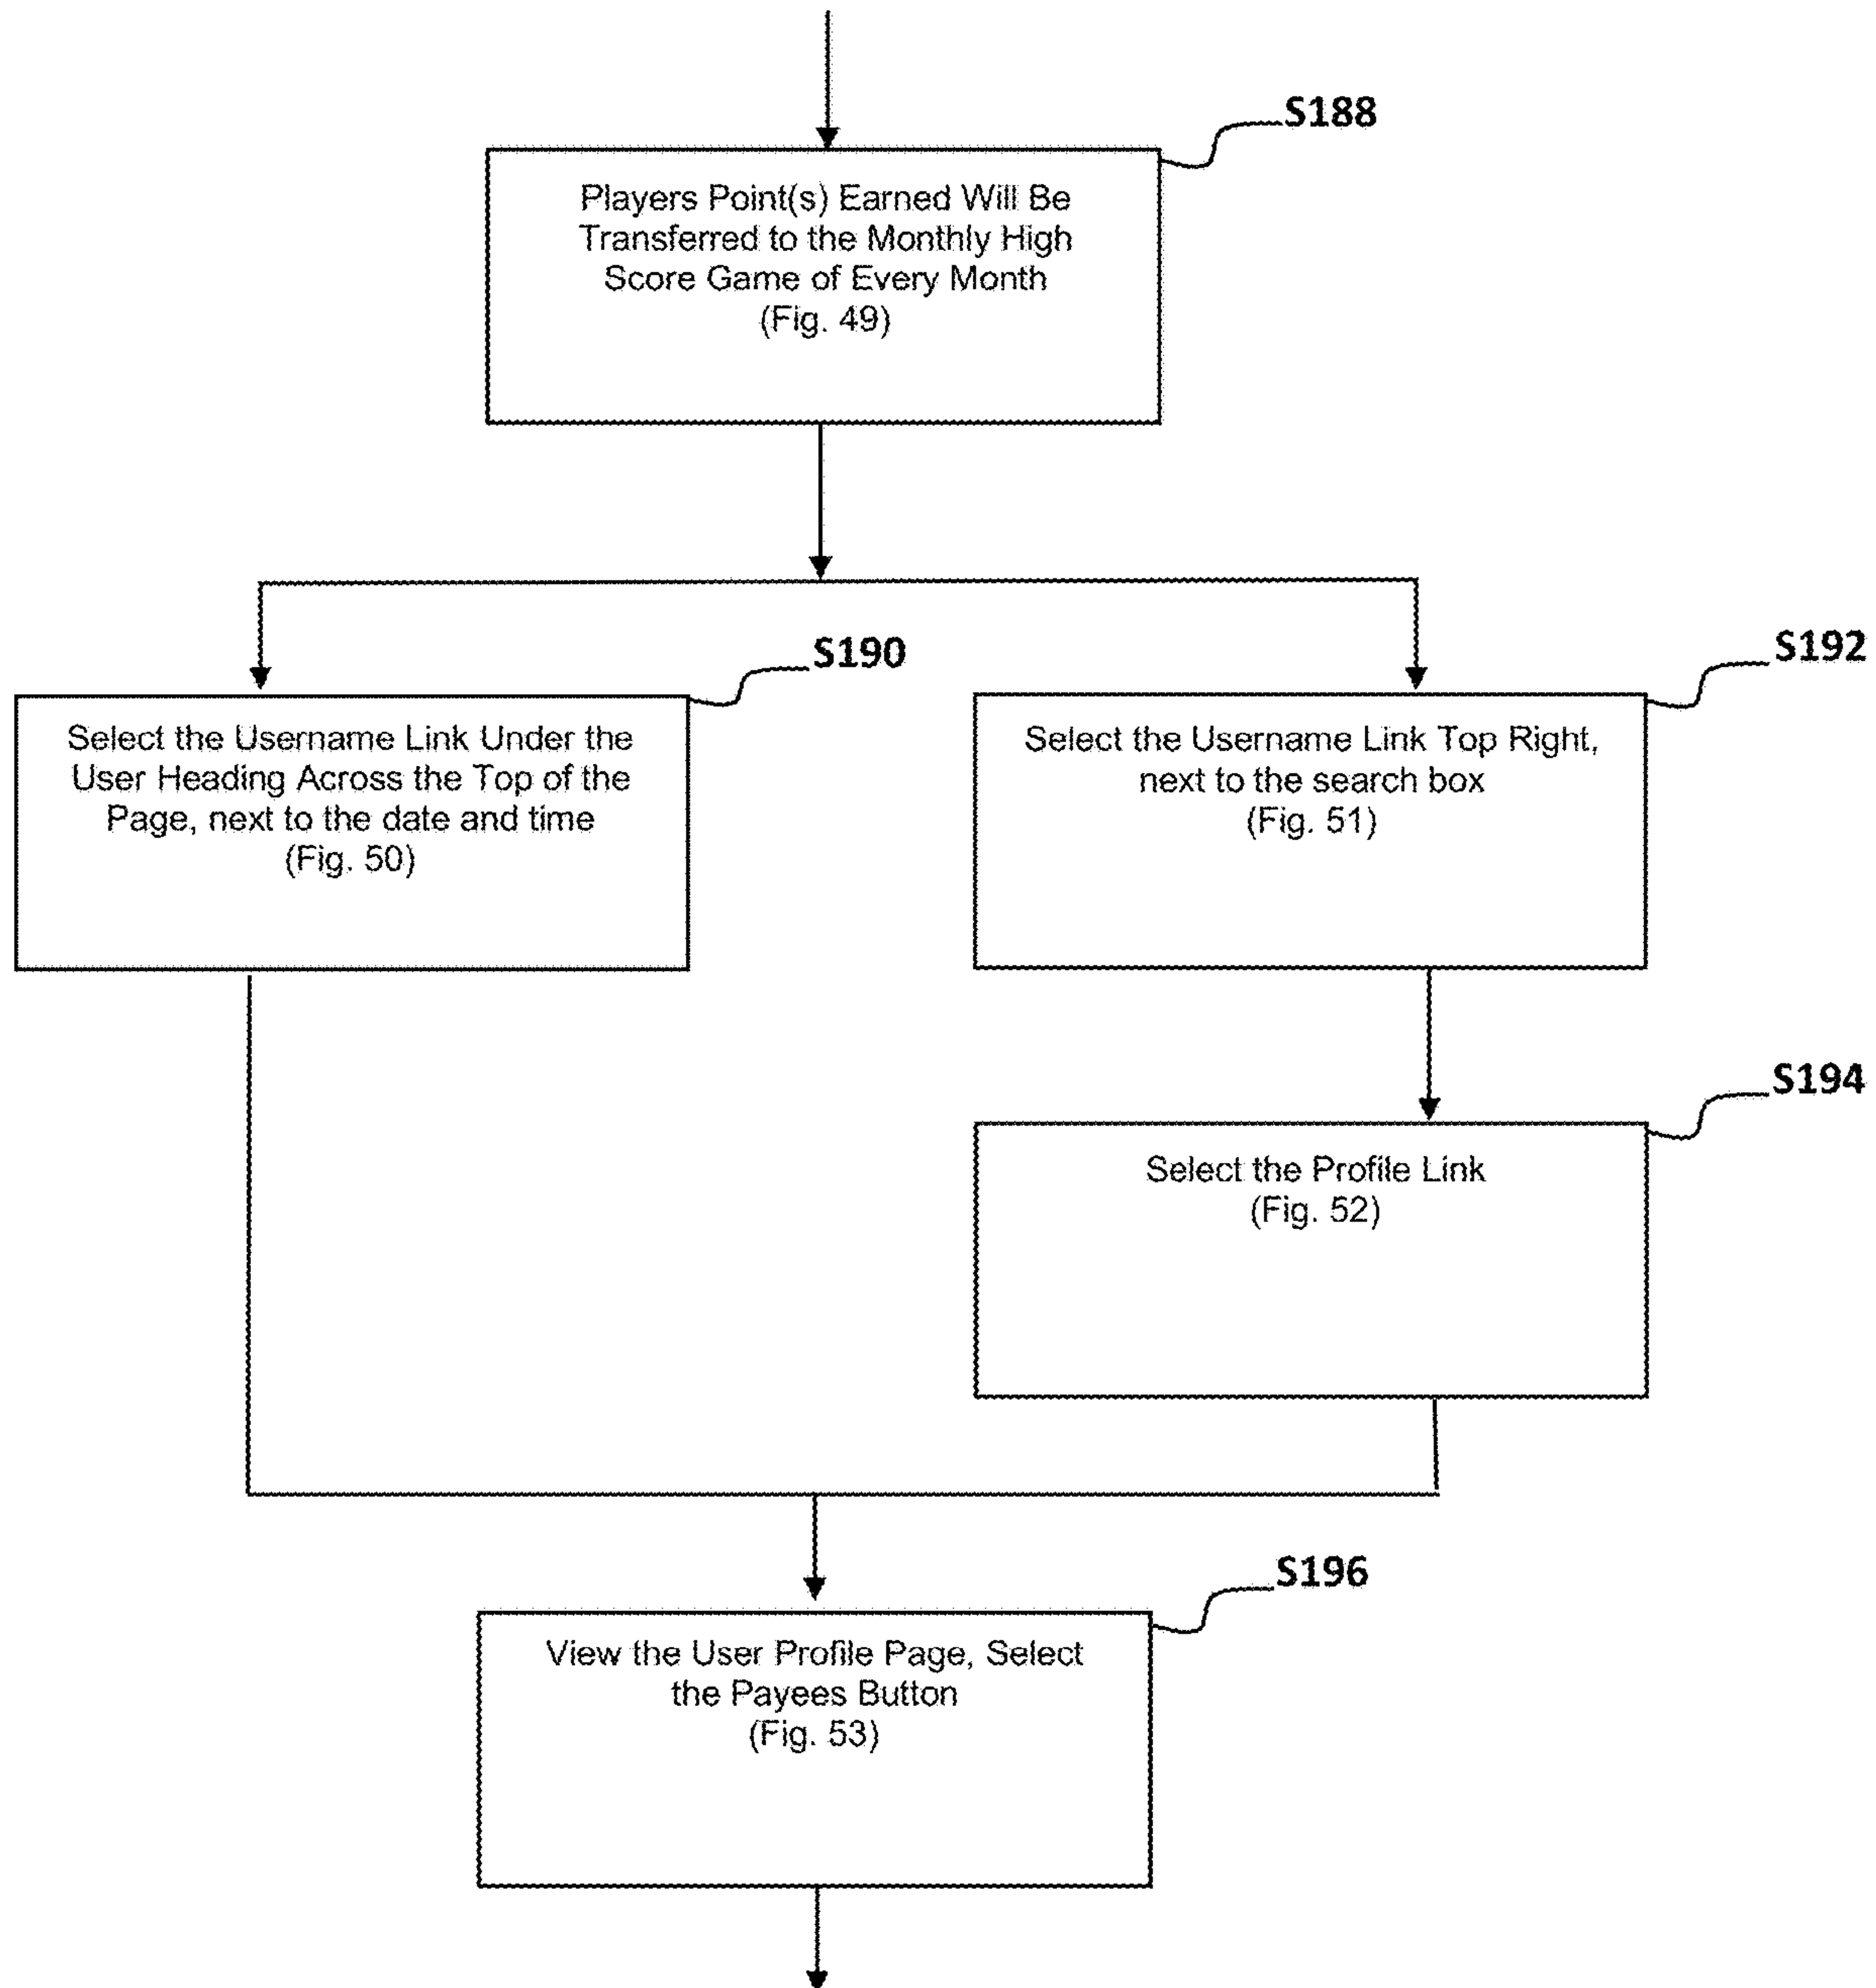 S188
Players Point(s) Earned Will Be
Transferred to the Monthly High
Score Game of Every Month
(Fig. 49)
S190
Select the Username Link Under the
User Heading Across the Top of the
Page, next to the date and time
(Fig. 50)
S192
Select the Username Link Top Right,
next to the search box
(Fig. 51)
S194
Select the Profile Link
(Fig. 52)
S196
View the User Profile Page, Select
the Payees Button
(Fig. 53)